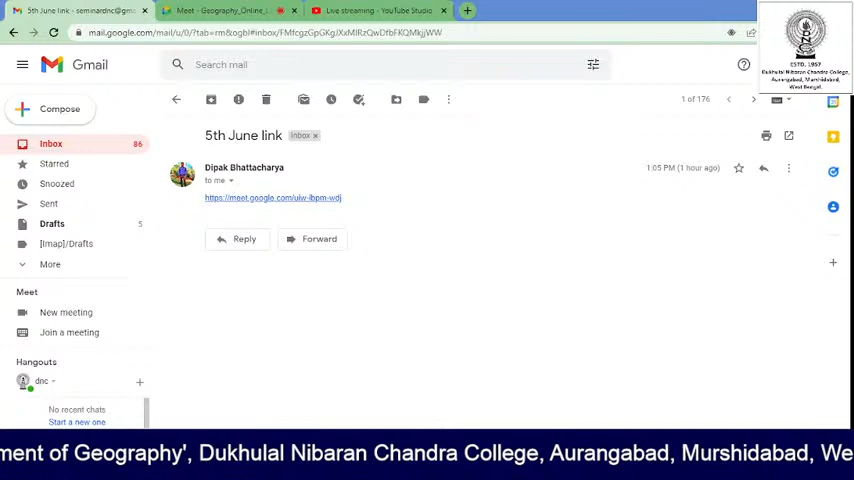 5th June link - seminardnc@gma
Meet - Geography_Online_
Live streaming - YouTube Studio
mail.google.com/mail/u/0/?tab=rm&ogbl#inbox/FMfcgzGpGKgJXxMlRzQwDfbFKQMkjjWW
ESTD. 1957
Dukhulal Nibaran Chandra College,
Aurangabad, Murshidabad,
West Bengal.
Gmail
Search mail
Compose
1 of 176
Inbox 86
Starred
Snoozed
Sent
Drafts 5
[Imap]/Drafts
More
Meet
New meeting
Join a meeting
Hangouts
dnc
No recent chats
Start a new one
5th June link Inbox x
Dipak Bhattacharya 1:05 PM (1 hour ago)
to me
https://meet.google.com/uiw-ibpm-wdj
Reply Forward
ment of Geography', Dukhulal Nibaran Chandra College, Aurangabad, Murshidabad, We